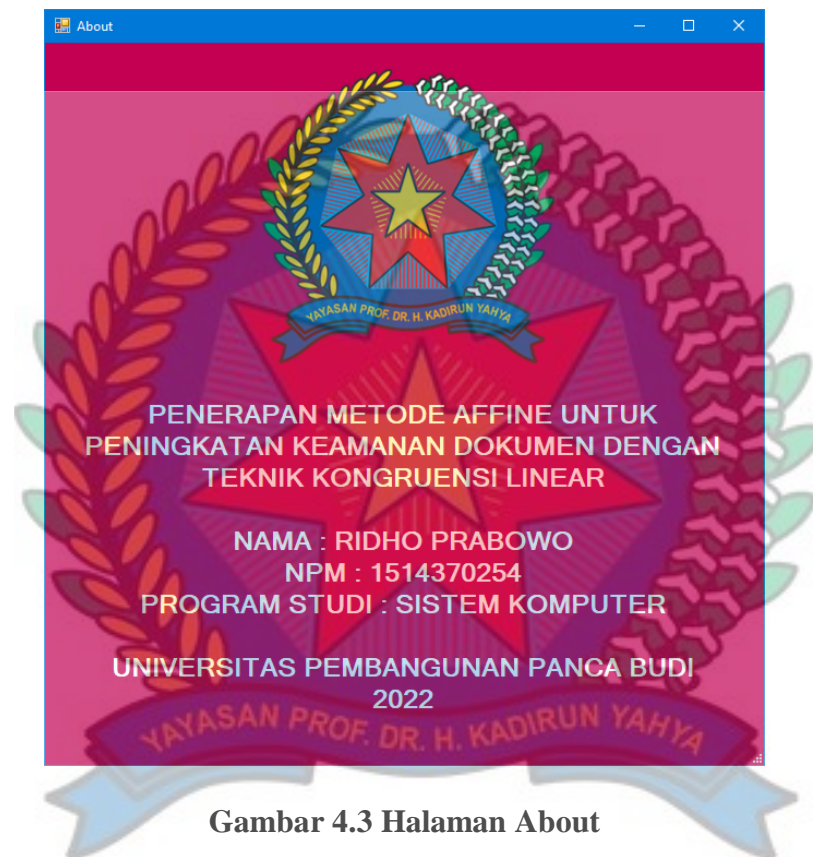 About
YAYASAN PROF. DR. H. KADIRUN YAHYA
PENERAPAN METODE AFFINE UNTUK
PENINGKATAN KEAMANAN DOKUMEN DENGAN
TEKNIK KONGRUENSI LINEAR
NAMA : RIDHO PRABOWO
NPM : 1514370254
PROGRAM STUDI : SISTEM KOMPUTER
UNIVERSITAS PEMBANGUNAN PANCA BUDI
2022
YAYASAN PROF. DR. H. KADIRUN YAHYA
Gambar 4.3 Halaman About